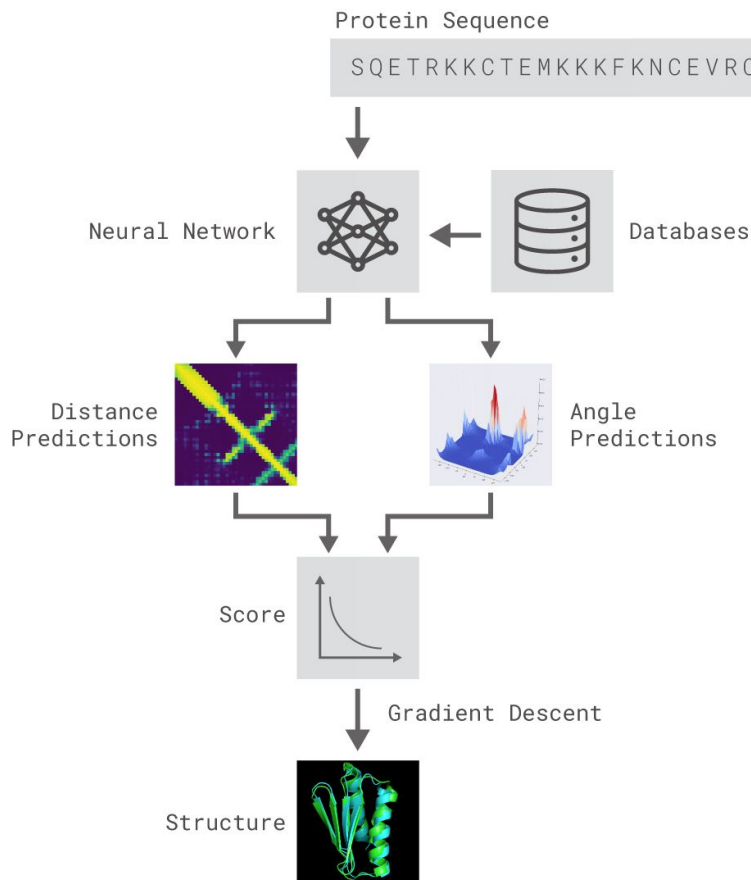 Protein Sequence
SQETRKKCTEMKKKFKNCEVRC
Neural Network
Databases
Distance
Predictions
Angle
Predictions
Score
Gradient Descent
Structure